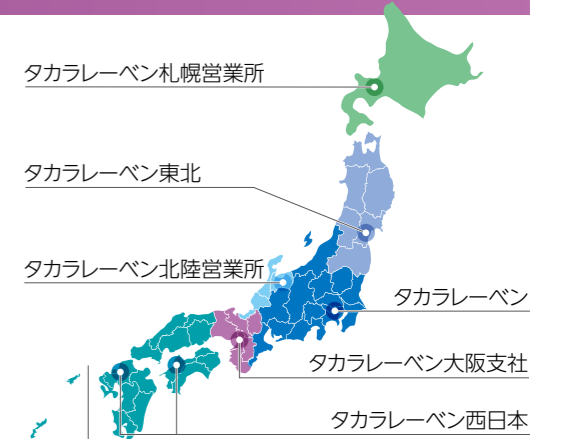 タカラレーベン札幌営業所
タカラレーベン東北
タカラレーベン北陸営業所
タカラレーベン
タカラレーベン大阪支社
タカラレーベン西日本